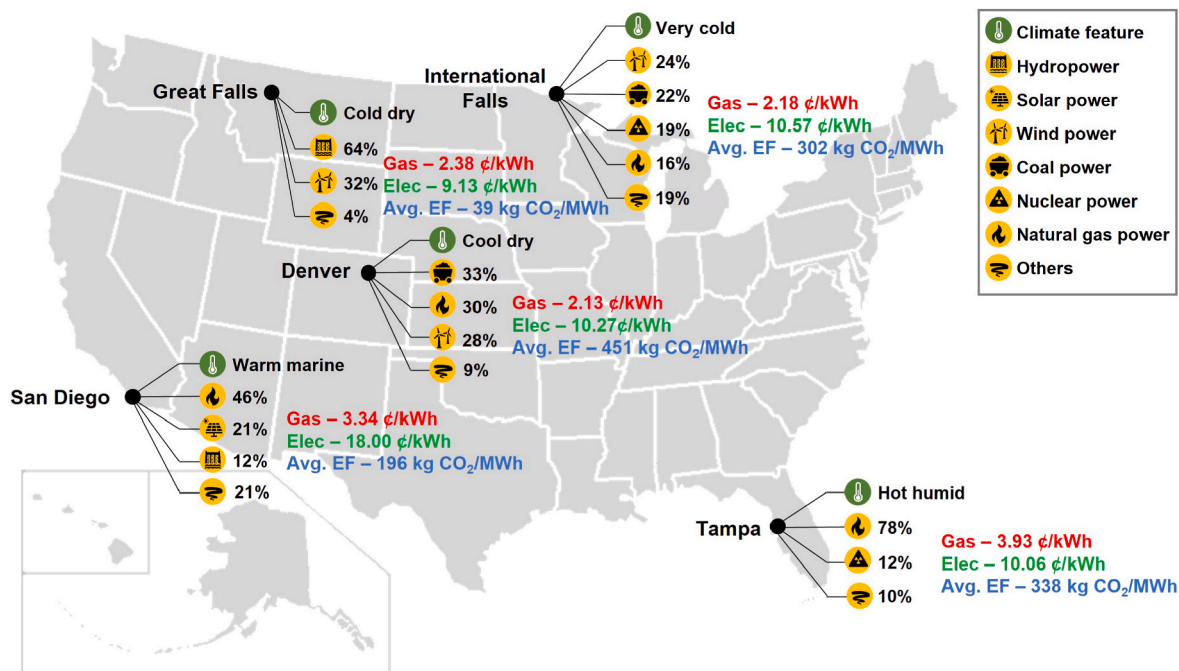 Great Falls
Cold dry
64%
32%
4%
Gas – 2.38 ¢/kWh
Elec – 9.13 ¢/kWh
Avg. EF – 39 kg CO₂/MWh
International
Falls
Very cold
24%
22%
19%
16%
19%
Gas – 2.18 ¢/kWh
Elec – 10.57 ¢/kWh
Avg. EF – 302 kg CO₂/MWh
Climate feature
Hydropower
Solar power
Wind power
Coal power
Nuclear power
Natural gas power
Others
Denver
Cool dry
33%
30%
28%
9%
Gas – 2.13 ¢/kWh
Elec – 10.27¢/kWh
Avg. EF – 451 kg CO₂/MWh
San Diego
Warm marine
46%
21%
12%
21%
Gas – 3.34 ¢/kWh
Elec – 18.00 ¢/kWh
Avg. EF – 196 kg CO₂/MWh
Tampa
Hot humid
78%
12%
10%
Gas – 3.93 ¢/kWh
Elec – 10.06 ¢/kWh
Avg. EF – 338 kg CO₂/MWh